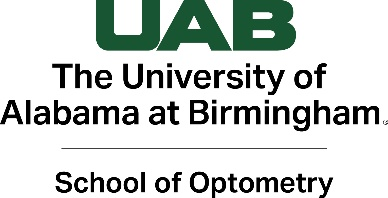 UAB
The University of
Alabama at Birmingham
School of Optometry